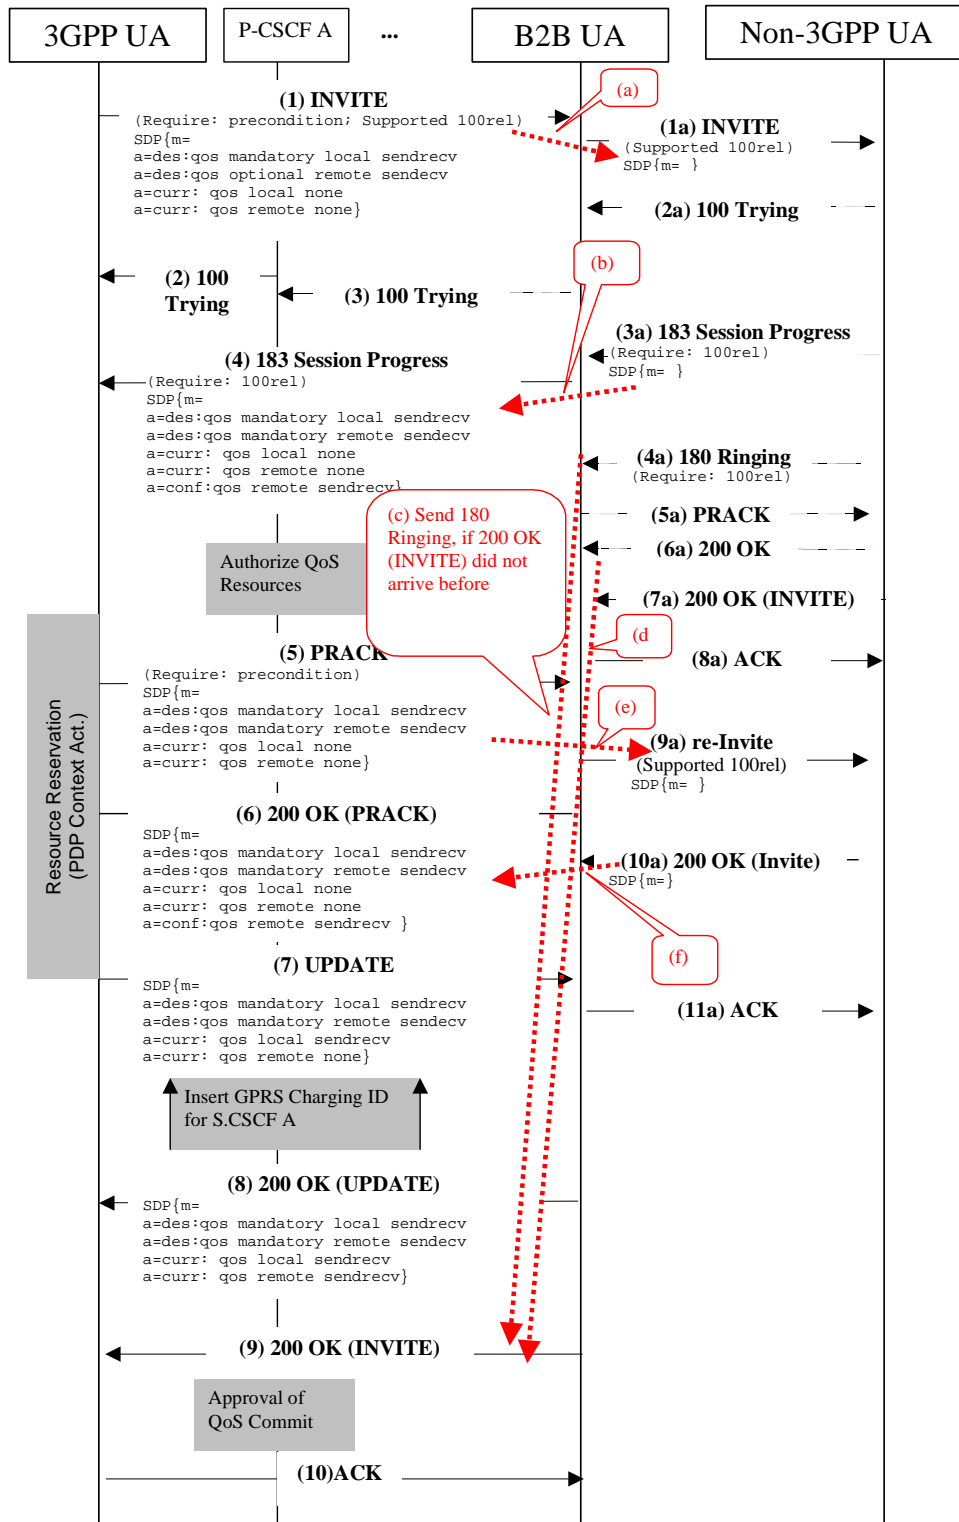 3GPP UA
P-CSCF A
...
B2B UA
Non-3GPP UA
(a)
(1) INVITE
(Require: precondition; Supported 100rel)
SDP{m=
a=des:qos mandatory local sendrecv
a=des:qos optional remote sendecv
a=curr: qos local none
a=curr: qos remote none}
(1a) INVITE
(Supported 100rel)
SDP{m= }
(2a) 100 Trying
(b)
(2) 100
Trying
(3) 100 Trying
(3a) 183 Session Progress
(Require: 100rel)
SDP{m= }
(4) 183 Session Progress
(Require: 100rel)
SDP{m=
a=des:qos mandatory local sendrecv
a=des:qos mandatory remote sendecv
a=curr: qos local none
a=curr: qos remote none
a=conf:qos remote sendrecv}
(4a) 180 Ringing
(Require: 100rel)
(c) Send 180
Ringing, if 200 OK
(INVITE) did not
arrive before
(5a) PRACK
(6a) 200 OK
Authorize QoS
Resources
(7a) 200 OK (INVITE)
(d
(8a) ACK
(5) PRACK
(Require: precondition)
SDP{m=
a=des:qos mandatory local sendrecv
a=des:qos mandatory remote sendecv
a=curr: qos local none
a=curr: qos remote none}
(e)
(9a) re-Invite
(Supported 100rel)
SDP{m= }
Resource Reservation
(PDP Context Act.)
(6) 200 OK (PRACK)
SDP{m=
a=des:qos mandatory local sendrecv
a=des:qos mandatory remote sendecv
a=curr: qos local none
a=curr: qos remote none
a=conf:qos remote sendrecv }
(10a) 200 OK (Invite)
SDP{m=}
(f)
(7) UPDATE
SDP{m=
a=des:qos mandatory local sendrecv
a=des:qos mandatory remote sendecv
a=curr: qos local sendrecv
a=curr: qos remote none}
(11a) ACK
Insert GPRS Charging ID
for S.CSCF A
(8) 200 OK (UPDATE)
SDP{m=
a=des:qos mandatory local sendrecv
a=des:qos mandatory remote sendecv
a=curr: qos local sendrecv
a=curr: qos remote sendrecv}
(9) 200 OK (INVITE)
Approval of
QoS Commit
(10)ACK